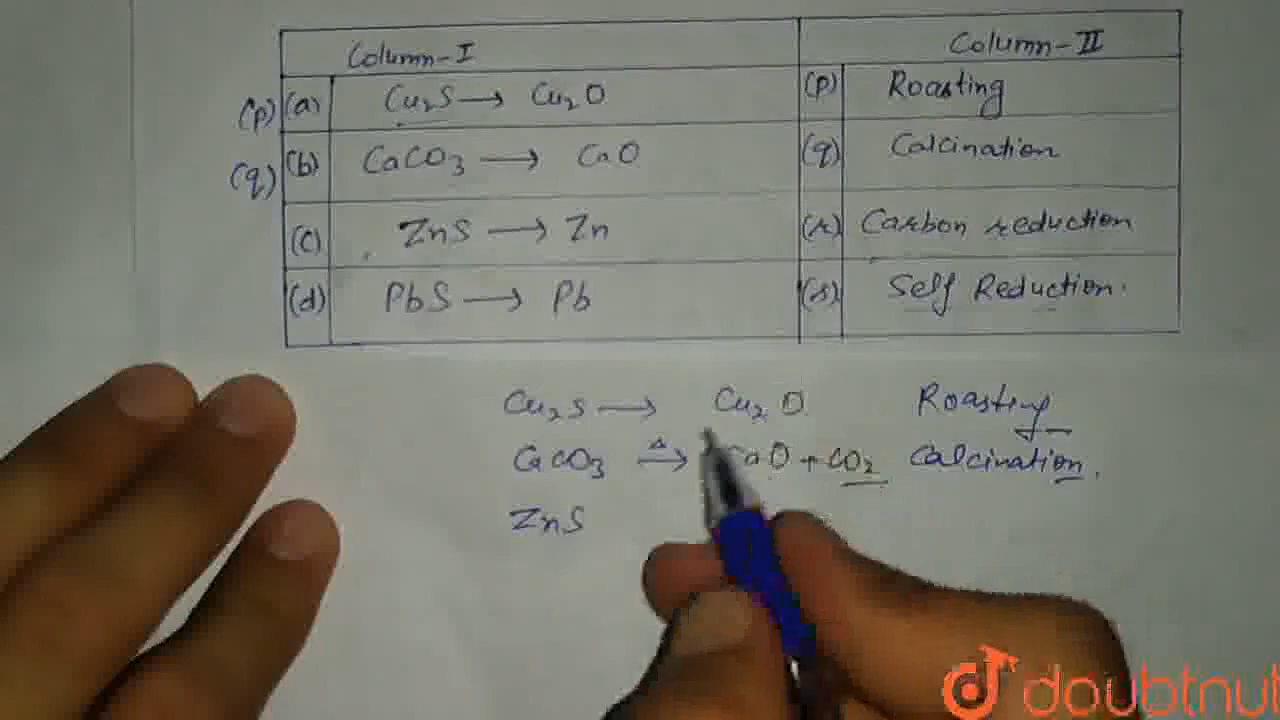 Column-I Column-II
(p) (a) Cu₂S ⟶ Cu₂O (p) Roasting
(q) (b) CaCO₃ ⟶ CaO (q) Calcination
(c) ZnS ⟶ Zn (r) Carbon reduction
(d) PbS ⟶ Pb (s) Self Reduction.
Cu₂S ⟶ Cu₂O Roasting
CaCO₃ ⟶Δ CaO + CO₂ Calcination.
ZnS
doubtnut